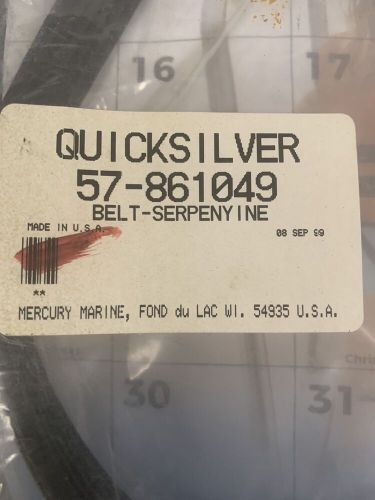 16
17
QUICKSILVER
57-861049
BELT-SERPENYINE
MADE IN U.S.A.
08 SEP 99
**
MERCURY MARINE, FOND du LAC WI. 54935 U.S.A.
30
31